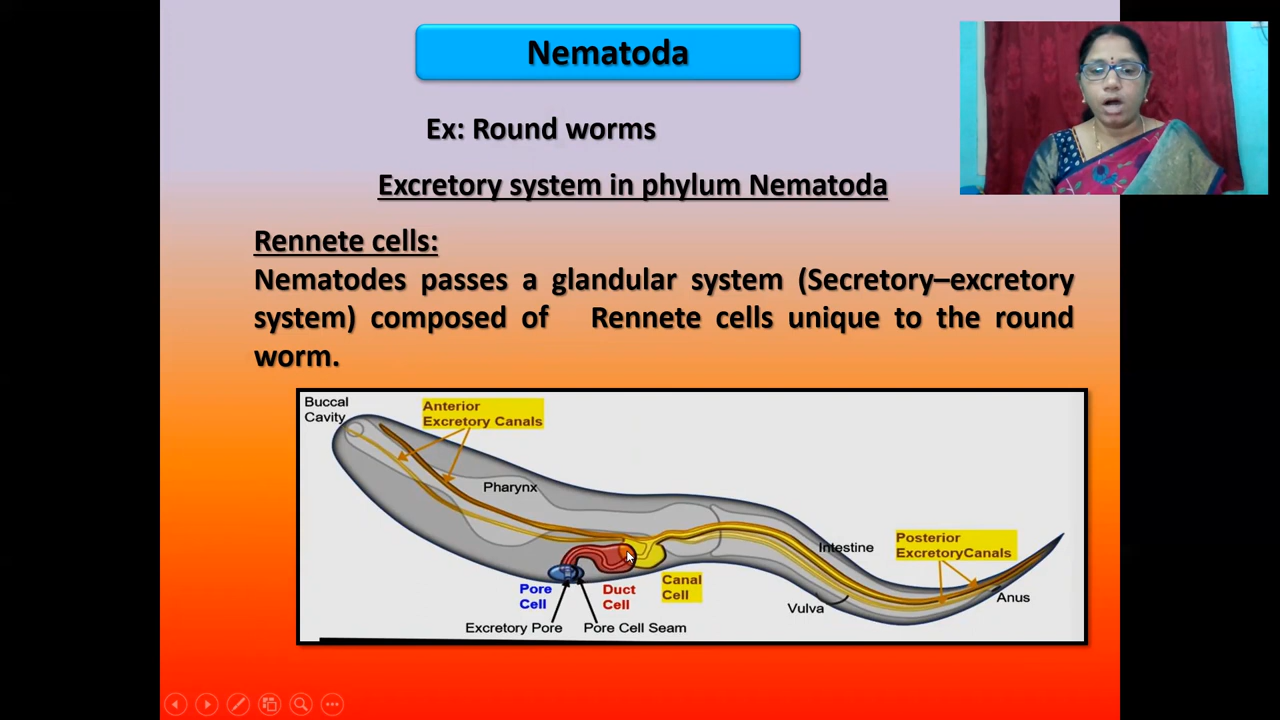 Nematoda
Ex: Round worms
Excretory system in phylum Nematoda
Rennete cells:
Nematodes passes a glandular system (Secretory–excretory
system) composed of Rennete cells unique to the round
worm.
Buccal
Cavity
Anterior
Excretory Canals
Pharynx
Intestine
Posterior
ExcretoryCanals
Pore
Cell
Duct
Cell
Canal
Cell
Vulva
Anus
Excretory Pore
Pore Cell Seam